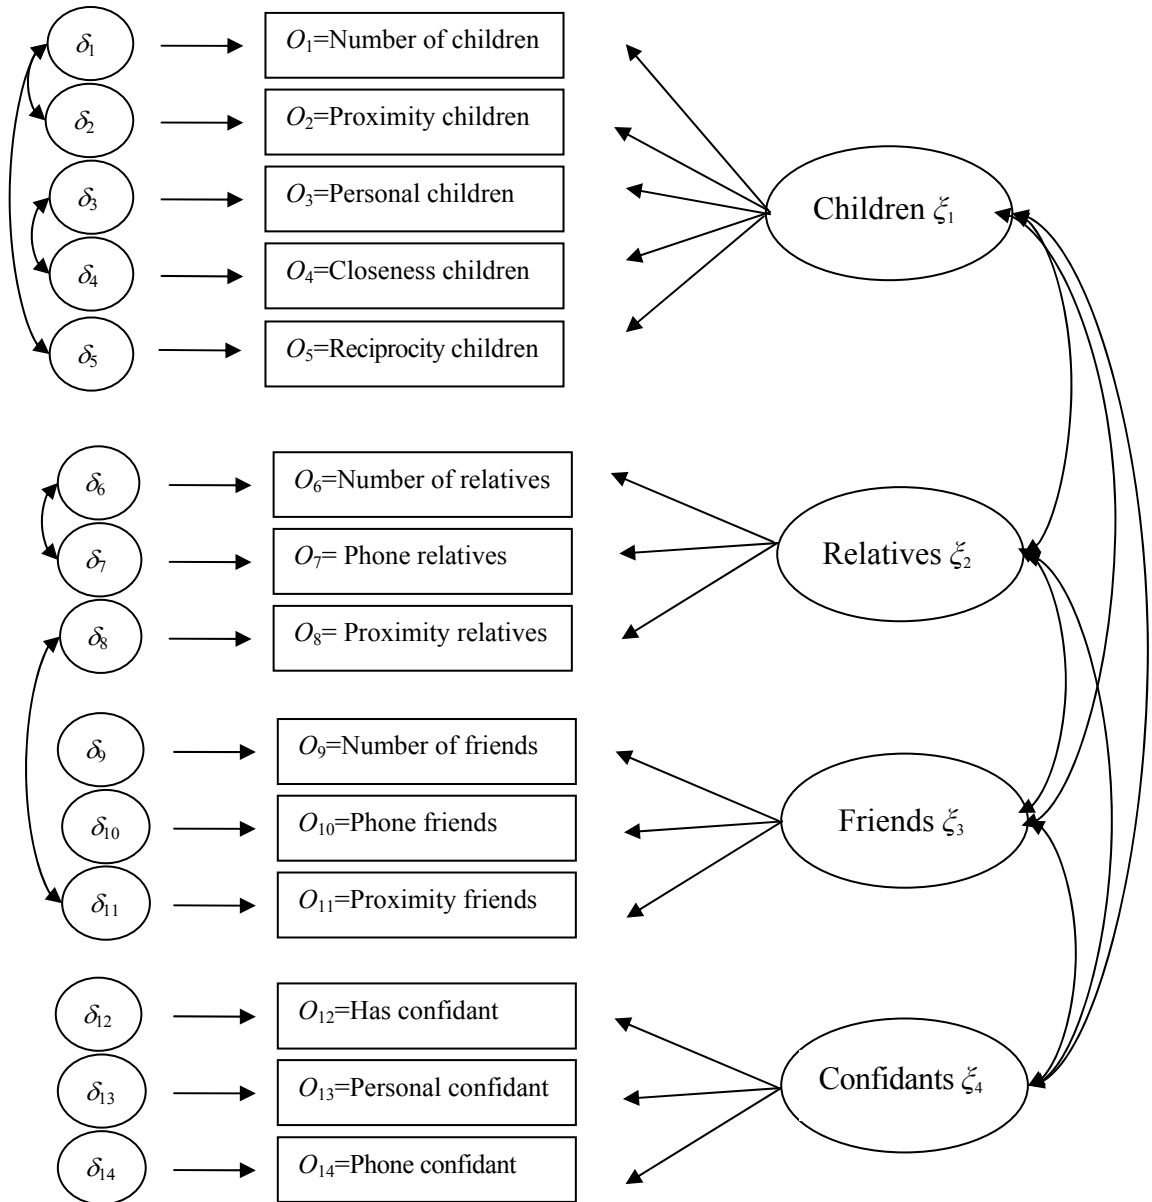 δ1 O1=Number of children
δ2 O2=Proximity children
δ3 O3=Personal children
Children ξ1
δ4 O4=Closeness children
δ5 O5=Reciprocity children
δ6 O6=Number of relatives
δ7 O7= Phone relatives
Relatives ξ2
δ8 O8= Proximity relatives
δ9 O9=Number of friends
δ10 O10=Phone friends
Friends ξ3
δ11 O11=Proximity friends
δ12 O12=Has confidant
δ13 O13=Personal confidant
Confidants ξ4
δ14 O14=Phone confidant